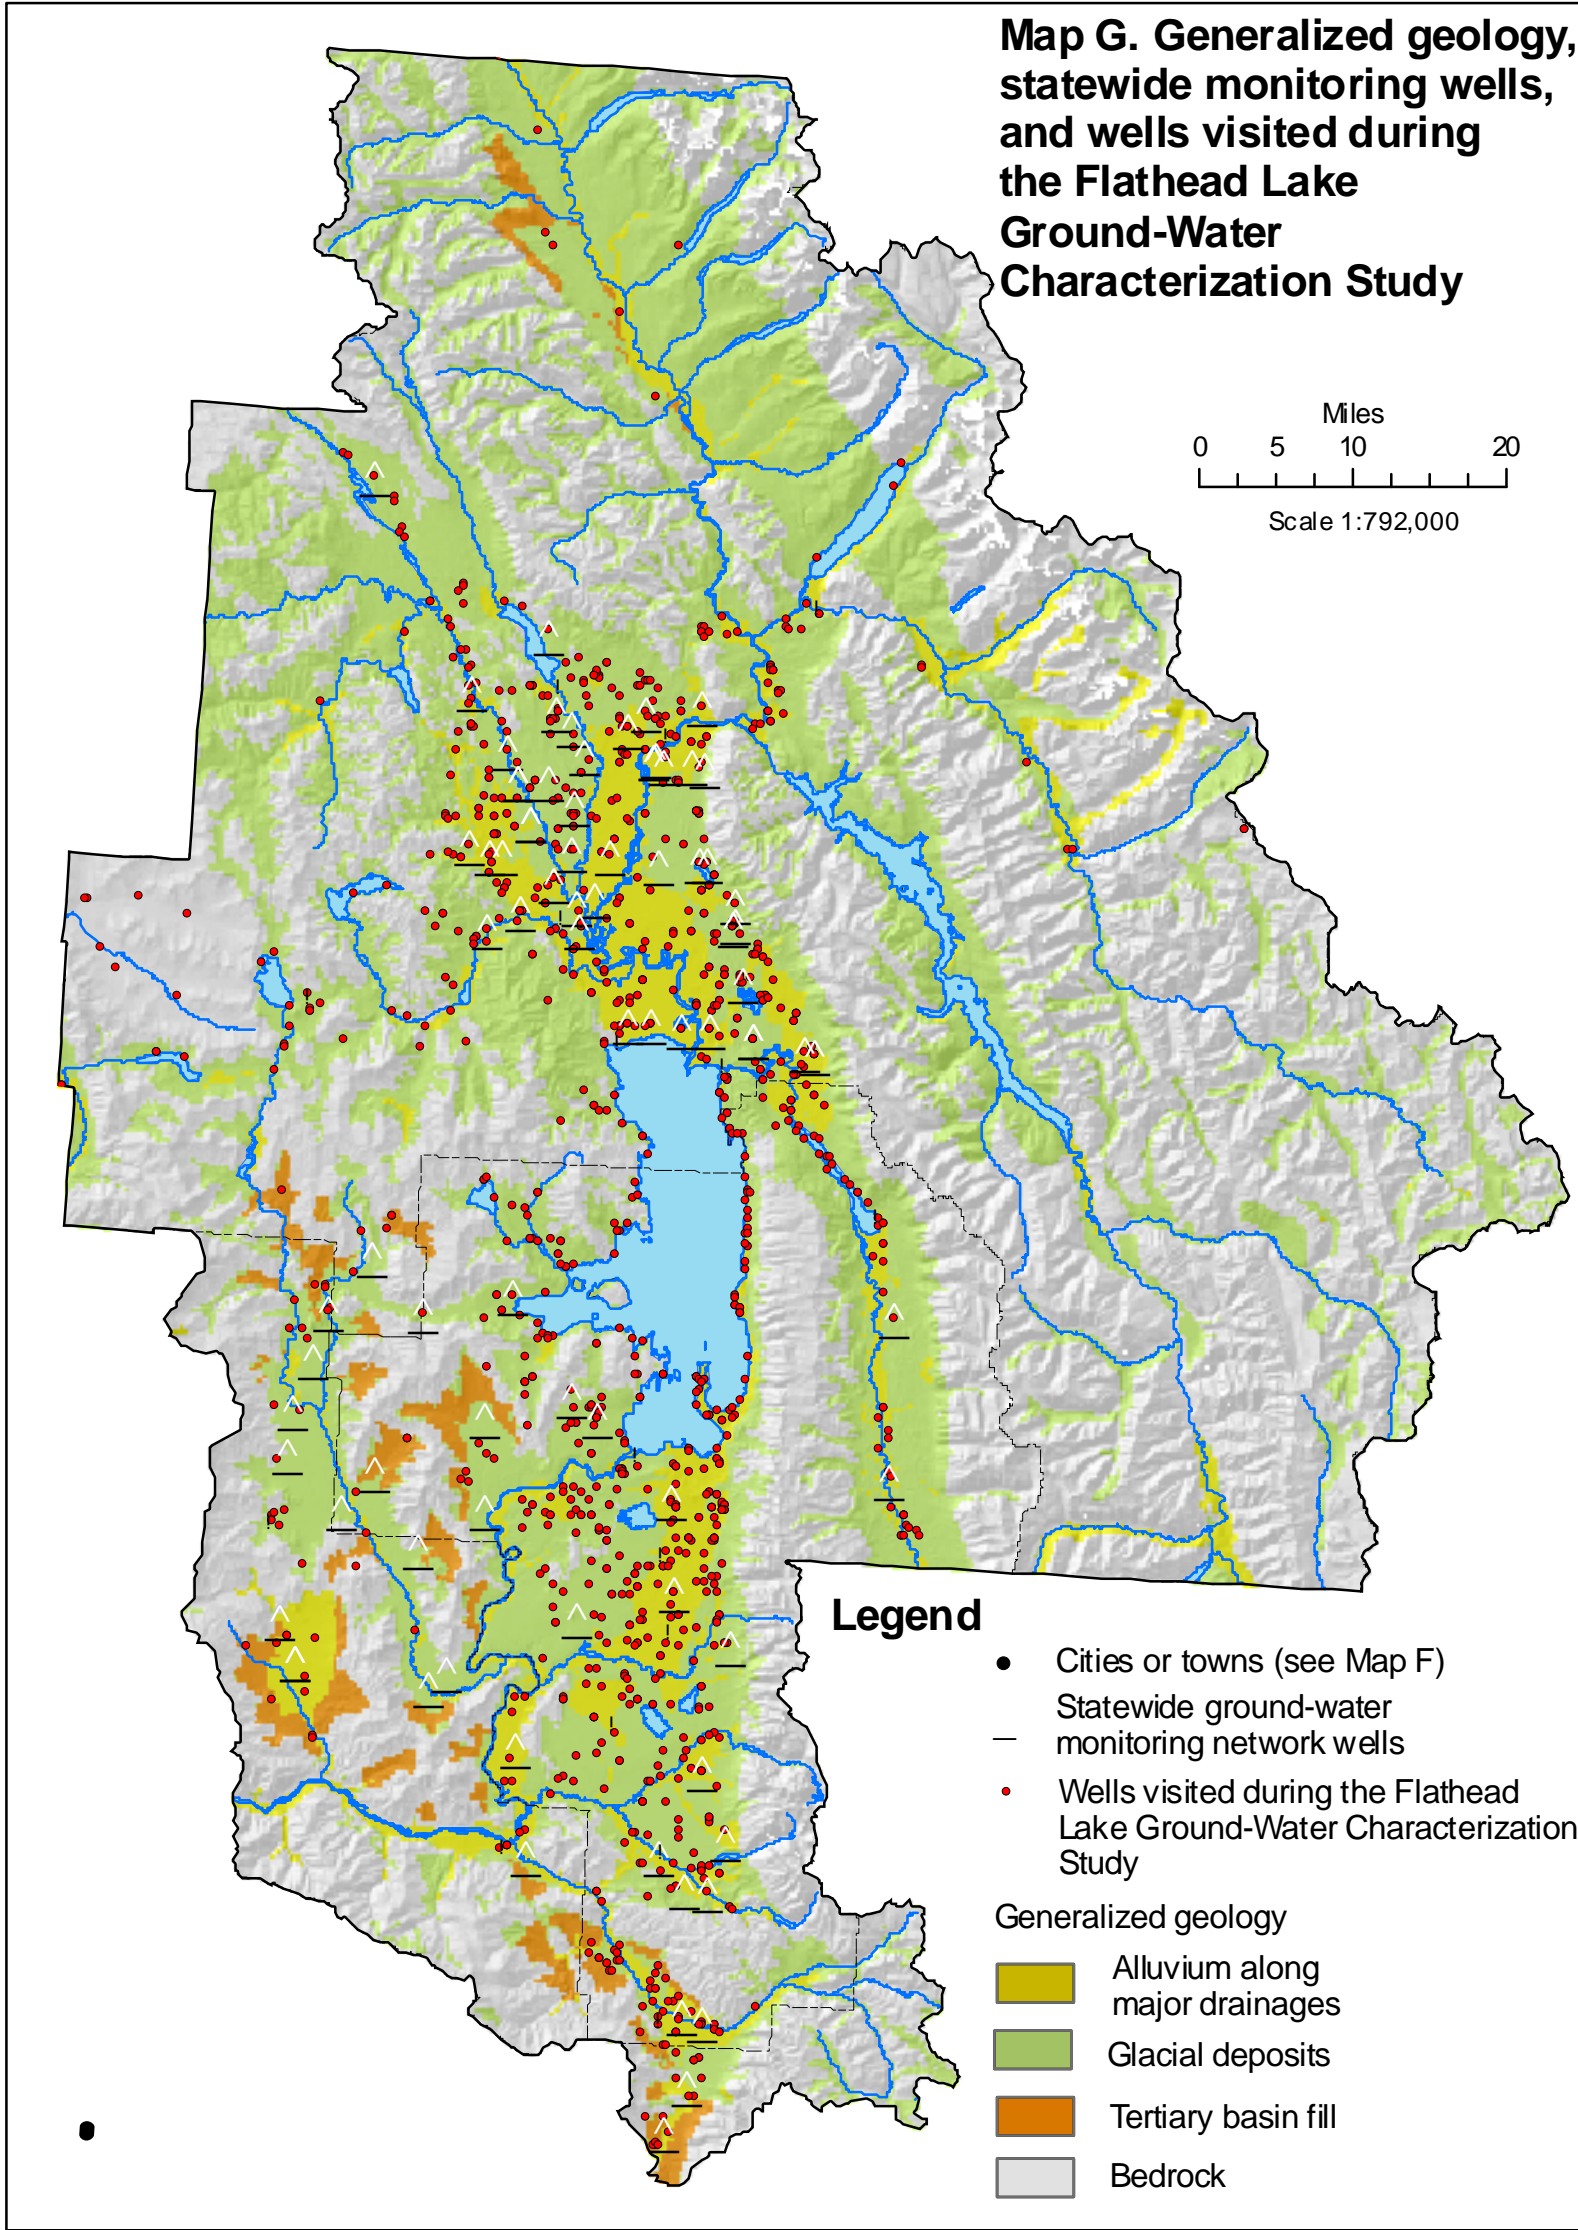 Map G. Generalized geology,
statewide monitoring wells,
and wells visited during
the Flathead Lake
Ground-Water
Characterization Study
Miles
0 5 10 20
Scale 1:792,000
Legend
Cities or towns (see Map F)
Statewide ground-water
monitoring network wells
Wells visited during the Flathead
Lake Ground-Water Characterization
Study
Generalized geology
Alluvium along
major drainages
Glacial deposits
Tertiary basin fill
Bedrock